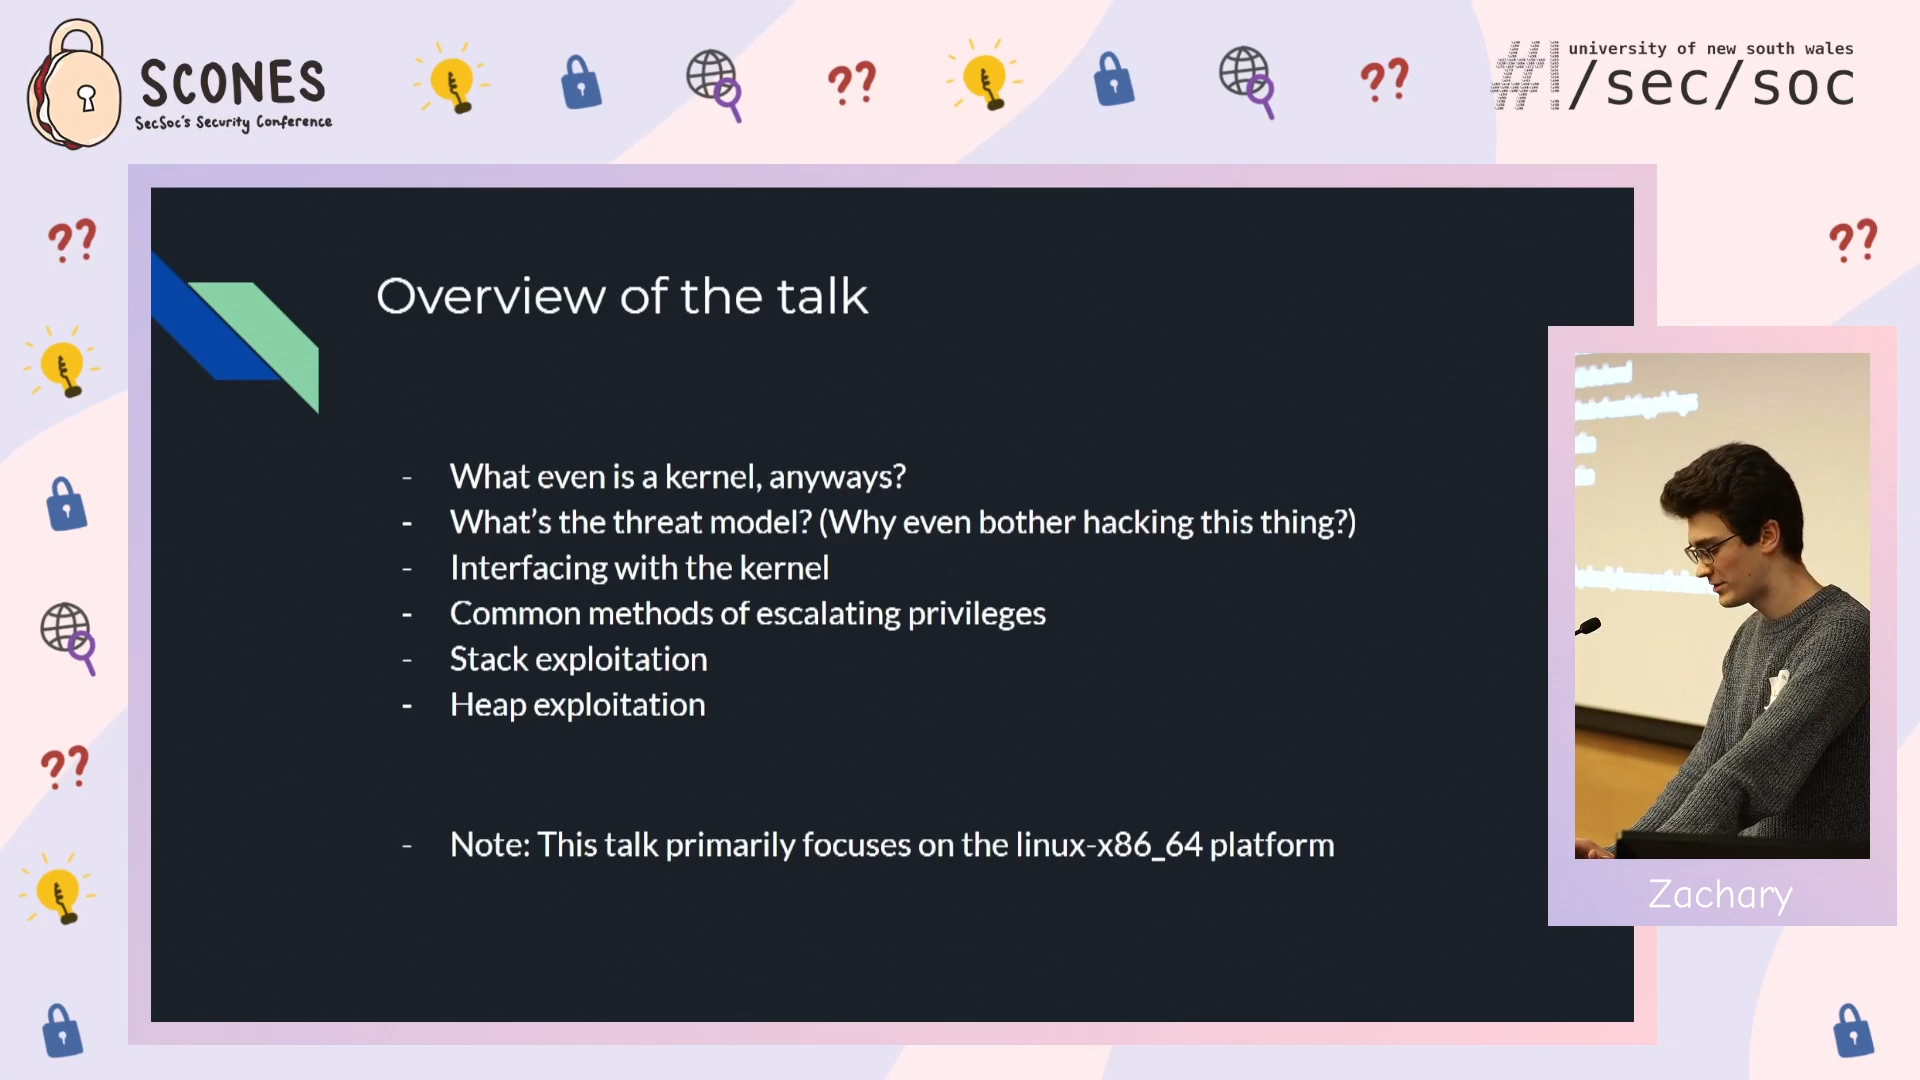 SCONES
SecSoc's Security Conference
university of new south wales
/sec/soc
Overview of the talk
- What even is a kernel, anyways?
- What's the threat model? (Why even bother hacking this thing?)
- Interfacing with the kernel
- Common methods of escalating privileges
- Stack exploitation
- Heap exploitation
- Note: This talk primarily focuses on the linux-x86_64 platform
Zachary